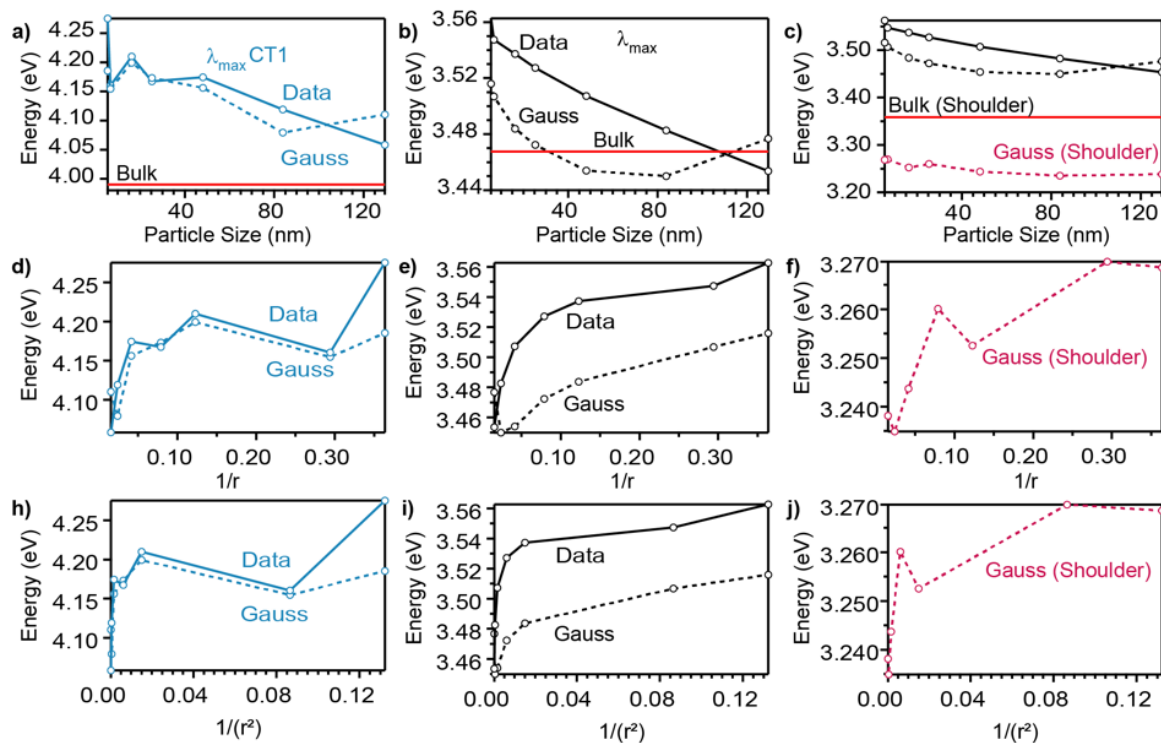 a)
4.25
4.20
4.15
4.10
4.05
4.00
Energy (eV)
λmax CT1
Data
Gauss
Bulk
40
80
120
Particle Size (nm)
b)
3.56
3.52
3.48
3.44
Energy (eV)
λmax
Data
Gauss
Bulk
40
80
120
Particle Size (nm)
c)
3.50
3.40
3.30
3.20
Energy (eV)
Bulk (Shoulder)
Gauss (Shoulder)
40
80
120
Particle Size (nm)
d)
4.25
4.20
4.15
4.10
Energy (eV)
Data
Gauss
0.10
0.20
0.30
1/r
e)
3.56
3.54
3.52
3.50
3.48
3.46
Energy (eV)
Data
Gauss
0.10
0.20
0.30
1/r
f)
3.270
3.260
3.250
3.240
Energy (eV)
Gauss (Shoulder)
0.10
0.20
0.30
1/r
h)
4.25
4.20
4.15
4.10
Energy (eV)
Data
Gauss
0.00
0.04
0.08
0.12
1/(r²)
i)
3.56
3.54
3.52
3.50
3.48
3.46
Energy (eV)
Data
Gauss
0.00
0.04
0.08
0.12
1/(r²)
j)
3.270
3.260
3.250
3.240
Energy (eV)
Gauss (Shoulder)
0.00
0.04
0.08
0.12
1/(r²)